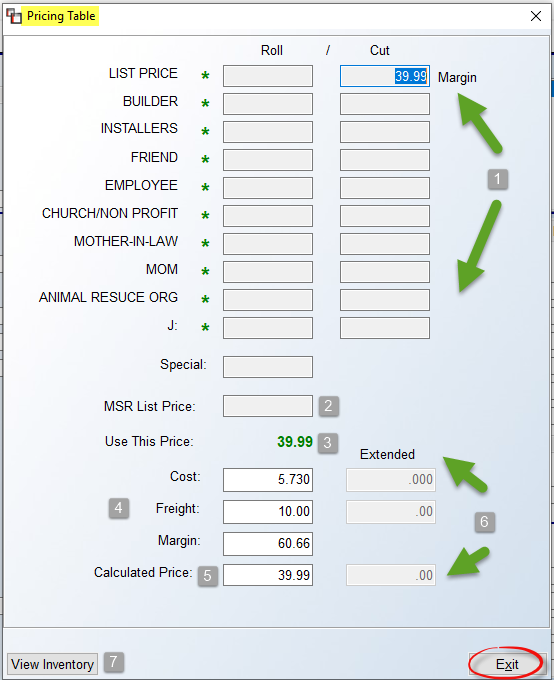 Pricing Table
Roll / Cut
LIST PRICE * 39.99 Margin
BUILDER *
INSTALLERS *
FRIEND *
1
EMPLOYEE *
CHURCH/NON PROFIT *
MOTHER-IN-LAW *
MOM *
ANIMAL RESUCE ORG *
J: *
Special:
MSR List Price: 2
Use This Price: 39.99 3
Extended
Cost: 5.730 .000
4 Freight: 10.00 .00 6
Margin: 60.66
Calculated Price: 5 39.99 .00
View Inventory 7 Exit